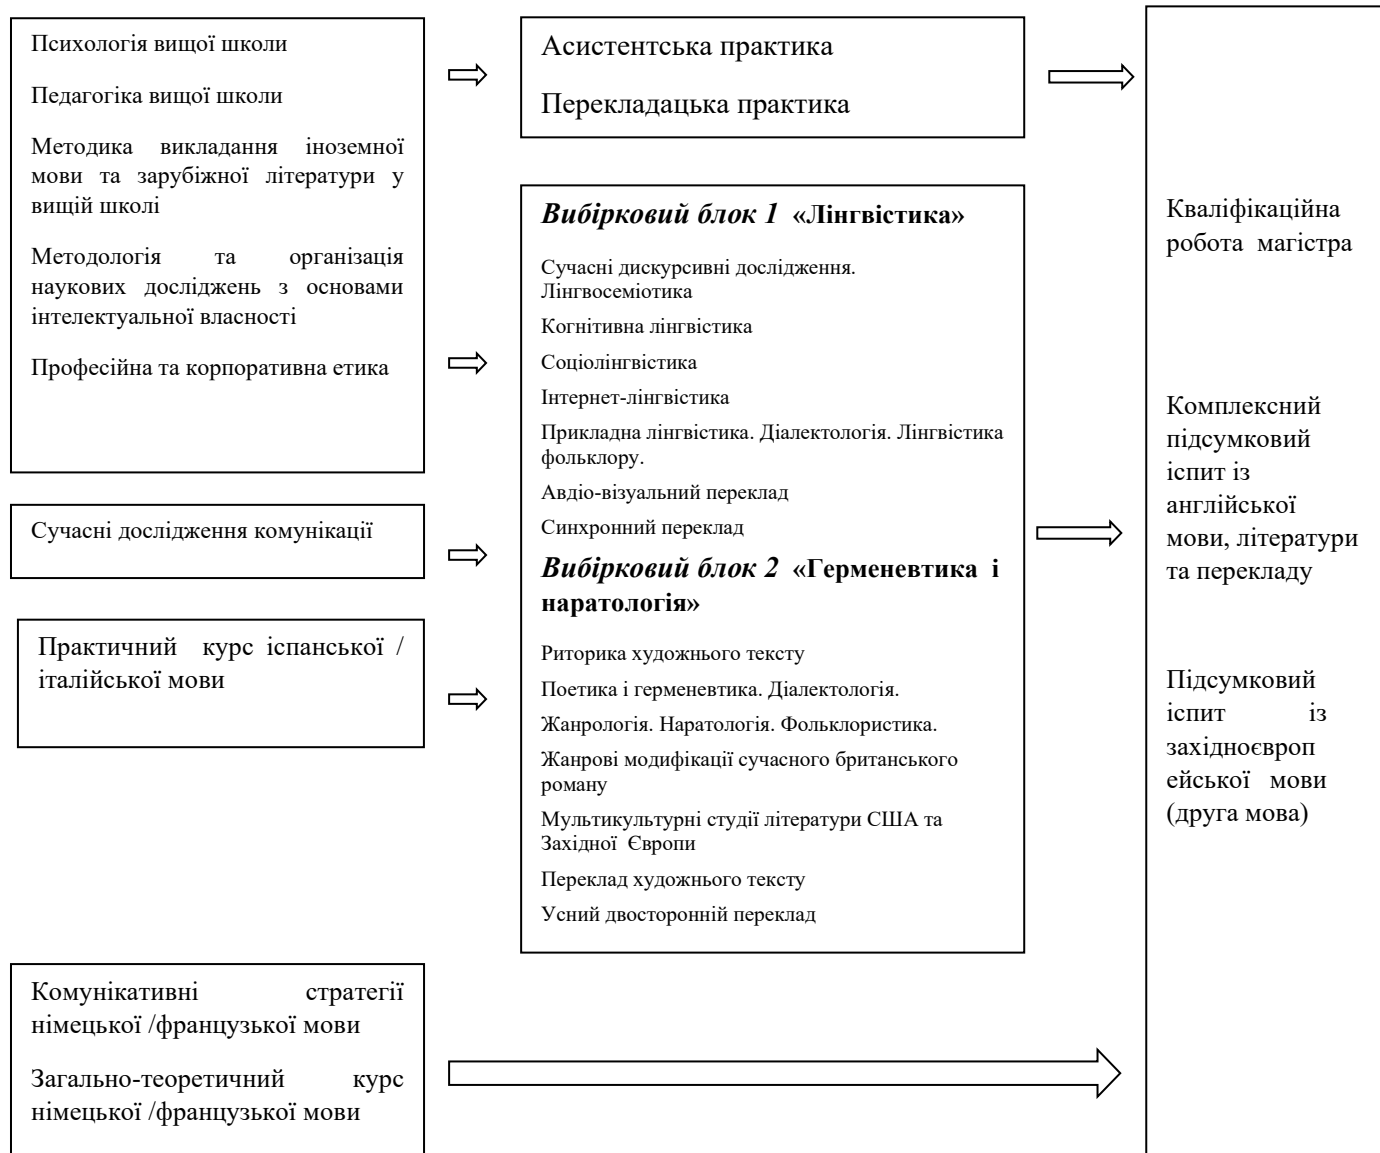 Психологія вищої школи
Педагогіка вищої школи
Методика викладання іноземної
мови та зарубіжної літератури у
вищій школі
Методологія та організація
наукових досліджень з основами
інтелектуальної власності
Професійна та корпоративна етика
Сучасні дослідження комунікації
Практичний курс іспанської /
італійської мови
Комунікативні стратегії
німецької /французької мови
Загально-теоретичний курс
німецької /французької мови
Асистентська практика
Перекладацька практика
Вибірковий блок 1 «Лінгвістика»
Сучасні дискурсивні дослідження.
Лінгвосеміотика
Когнітивна лінгвістика
Соціолінгвістика
Інтернет-лінгвістика
Прикладна лінгвістика. Діалектологія. Лінгвістика
фольклору.
Авдіо-візуальний переклад
Синхронний переклад
Вибірковий блок 2 «Герменевтика і
наратологія»
Риторика художнього тексту
Поетика і герменевтика. Діалектологія.
Жанрологія. Наратологія. Фольклористика.
Жанрові модифікації сучасного британського
роману
Мультикультурні студії літератури США та
Західної Європи
Переклад художнього тексту
Усний двосторонній переклад
Кваліфікаційна
робота магістра
Комплексний
підсумковий
іспит із
англійської
мови, літератури
та перекладу
Підсумковий
іспит із
західноєвроп
ейської мови
(друга мова)